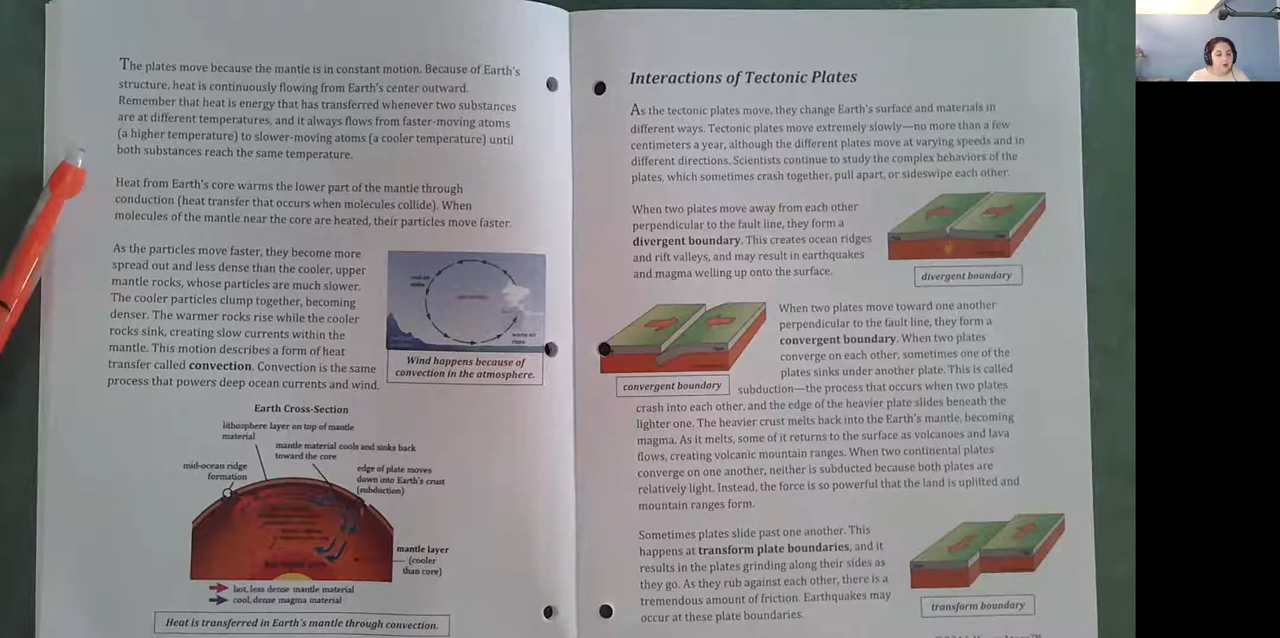 The plates move because the mantle is in constant motion. Because of Earth's
structure, heat is continuously flowing from Earth's center outward.
Remember that heat is energy that has transferred whenever two substances
are at different temperatures, and it always flows from faster-moving atoms
(a higher temperature) to slower-moving atoms (a cooler temperature) until
both substances reach the same temperature.
Heat from Earth's core warms the lower part of the mantle through
conduction (heat transfer that occurs when molecules collide). When
molecules of the mantle near the core are heated, their particles move faster.
As the particles move faster, they become more
spread out and less dense than the cooler, upper
mantle rocks, whose particles are much slower.
The cooler particles clump together, becoming
denser. The warmer rocks rise while the cooler
rocks sink, creating slow currents within the
mantle. This motion describes a form of heat
transfer called convection. Convection is the same
process that powers deep ocean currents and wind.
warm air
rises
Wind happens because of
convection in the atmosphere.
Earth Cross-Section
lithosphere layer on top of mantle
material
mantle material cools and sinks back
toward the core
mid-ocean ridge
formation
edge of plate moves
down into Earth's crust
(subduction)
mantle layer
(cooler
than core)
hot, less dense mantle material
cool, dense magma material
Heat is transferred in Earth's mantle through convection.
Interactions of Tectonic Plates
As the tectonic plates move, they change Earth's surface and materials in
different ways. Tectonic plates move extremely slowly—no more than a few
centimeters a year, although the different plates move at varying speeds and in
different directions. Scientists continue to study the complex behaviors of the
plates, which sometimes crash together, pull apart, or sideswipe each other.
When two plates move away from each other
perpendicular to the fault line, they form a
divergent boundary. This creates ocean ridges
and rift valleys, and may result in earthquakes
and magma welling up onto the surface.
divergent boundary
When two plates move toward one another
perpendicular to the fault line, they form a
convergent boundary. When two plates
converge on each other, sometimes one of the
plates sinks under another plate. This is called
subduction—the process that occurs when two plates
crash into each other, and the edge of the heavier plate slides beneath the
lighter one. The heavier crust melts back into the Earth's mantle, becoming
magma. As it melts, some of it returns to the surface as volcanoes and lava
flows, creating volcanic mountain ranges. When two continental plates
converge on one another, neither is subducted because both plates are
relatively light. Instead, the force is so powerful that the land is uplifted and
mountain ranges form.
convergent boundary
Sometimes plates slide past one another. This
happens at transform plate boundaries, and it
results in the plates grinding along their sides as
they go. As they rub against each other, there is a
tremendous amount of friction. Earthquakes may
occur at these plate boundaries.
transform boundary